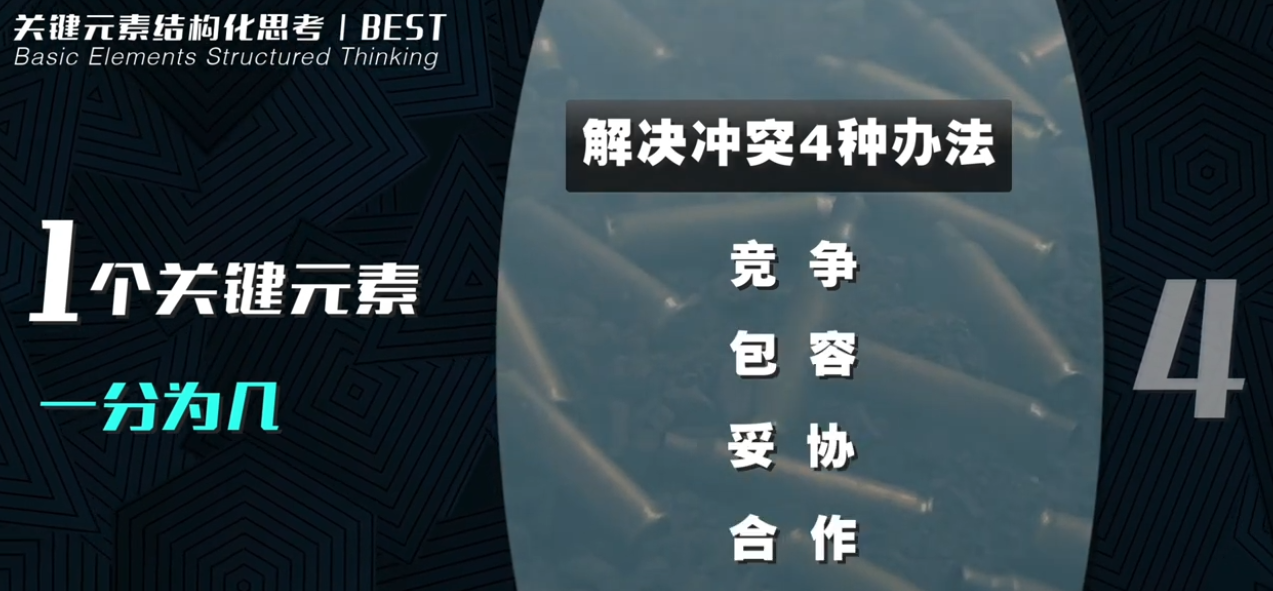 关键元素结构化思考 | BEST
Basic Elements Structured Thinking
1个关键元素
一分为几
解决冲突4种办法
竞争
包容
妥协
合作
4